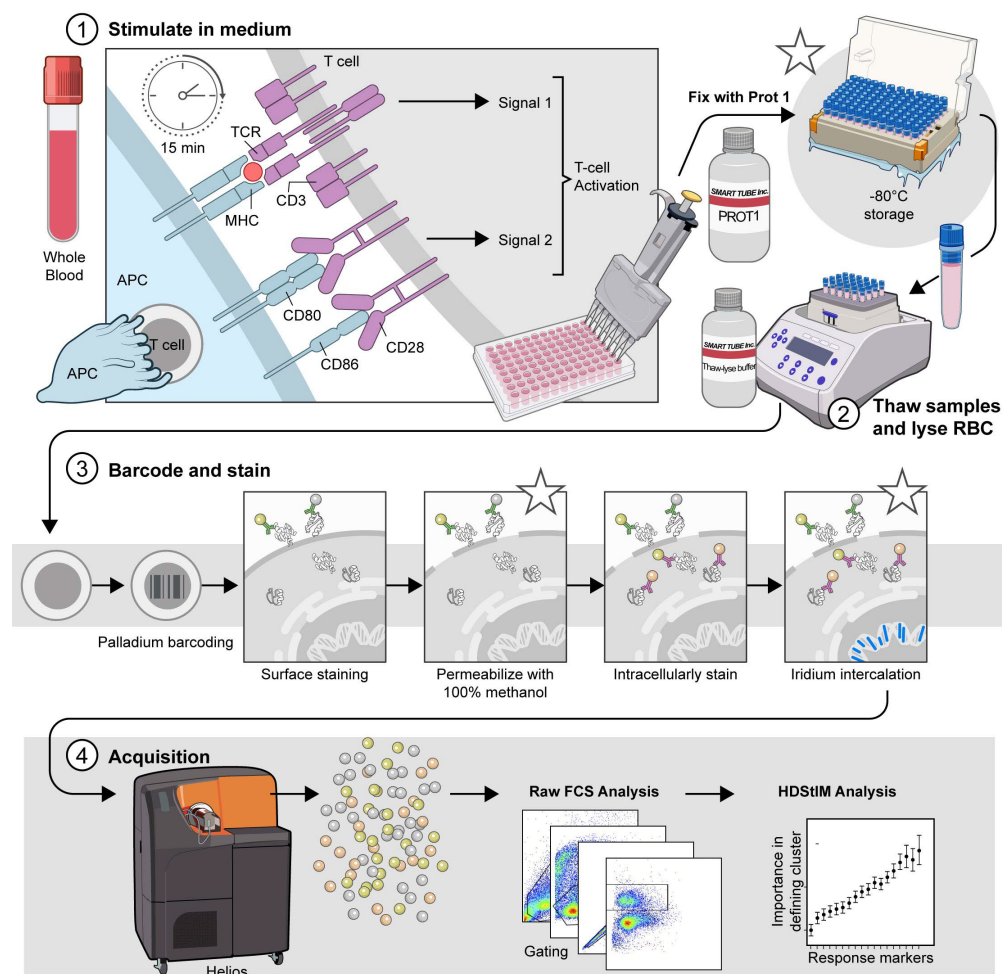 1 Stimulate in medium
Whole
Blood
15 min
T cell
TCR
MHC
CD3
APC
CD80
CD86
CD28
T cell
APC
Signal 1
Signal 2
T-cell
Activation
Fix with Prot 1
SMART TUBE Inc.
PROT1
-80°C
storage
SMART TUBE Inc.
Thaw-lyse buffer
2 Thaw samples
and lyse RBC
3 Barcode and stain
Palladium barcoding
Surface staining
Permeabilize with
100% methanol
Intracellularly stain
Iridium intercalation
4 Acquisition
Helios
Raw FCS Analysis
Gating
HDStIM Analysis
Importance in
defining cluster
Response markers